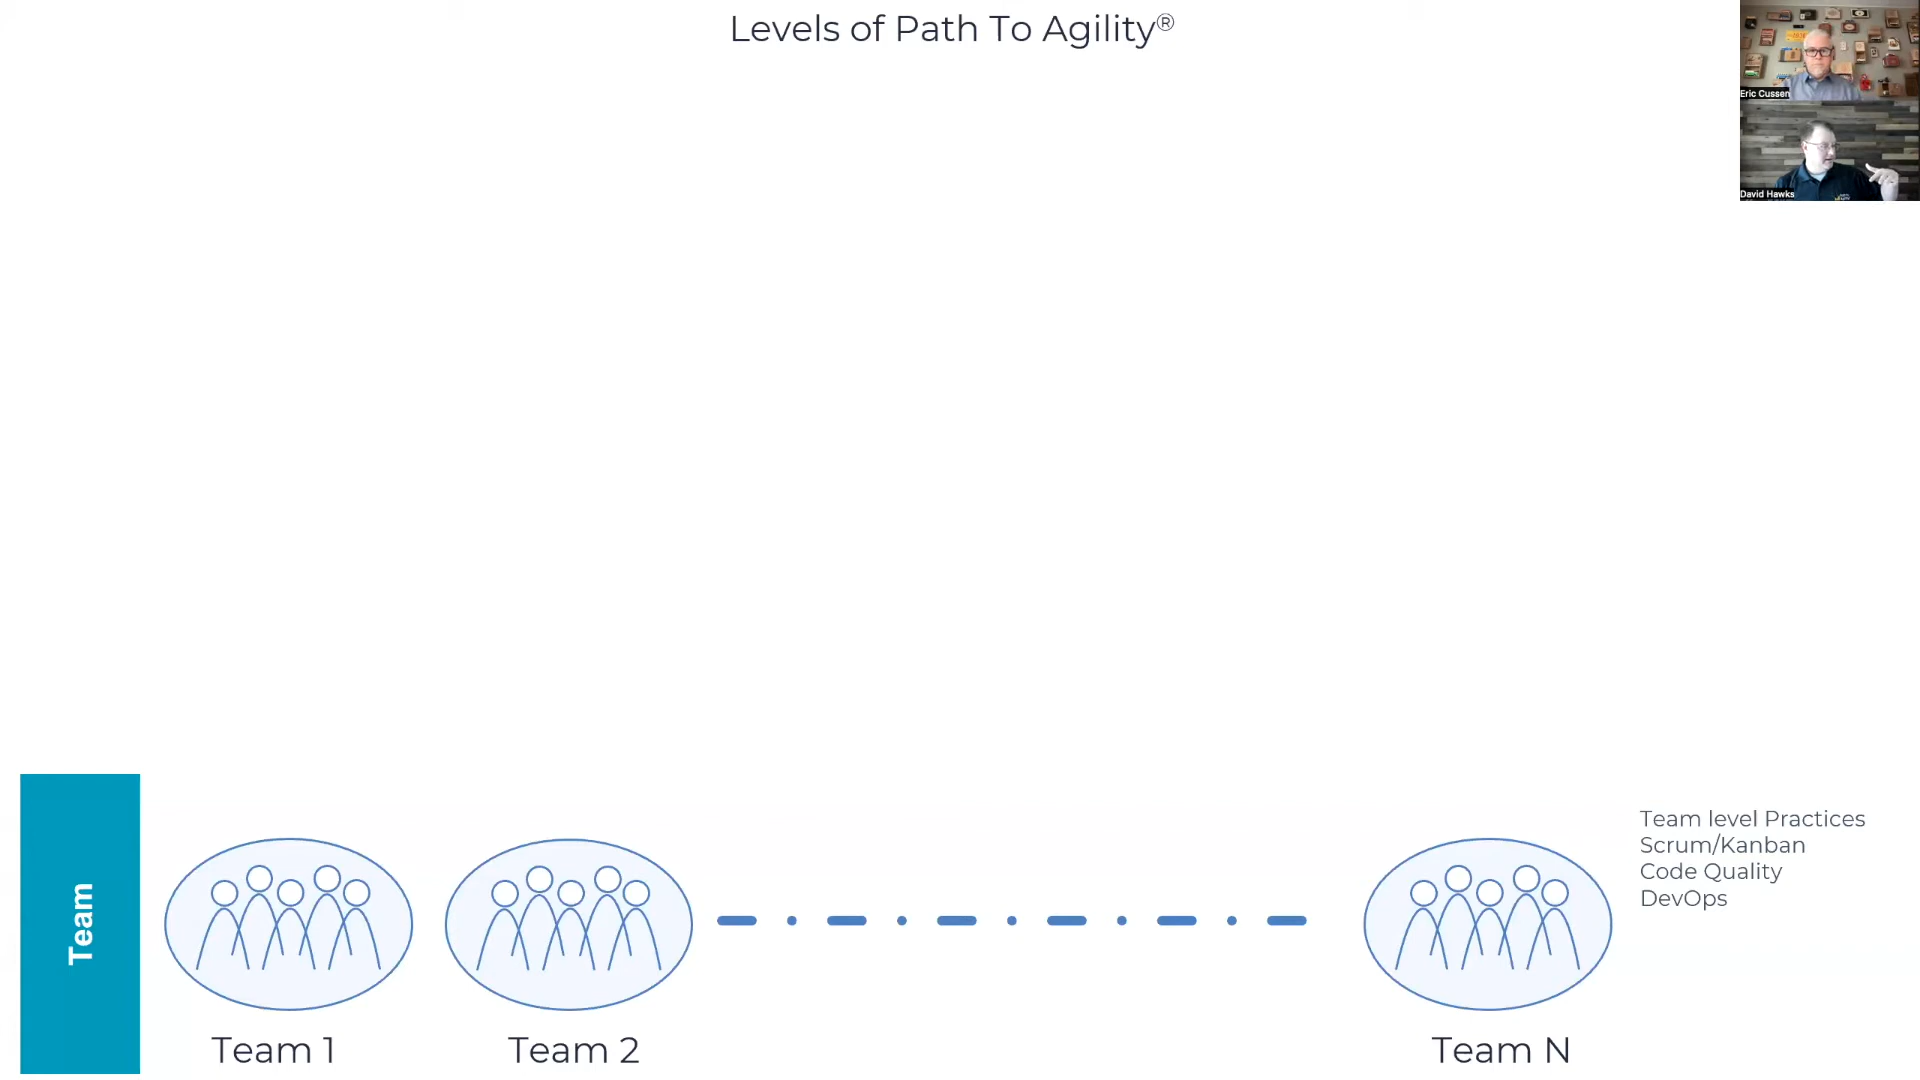 Levels of Path To Agility®
Eric Cussen
David Hawks
Team
Team level Practices
Scrum/Kanban
Code Quality
DevOps
Team 1
Team 2
Team N